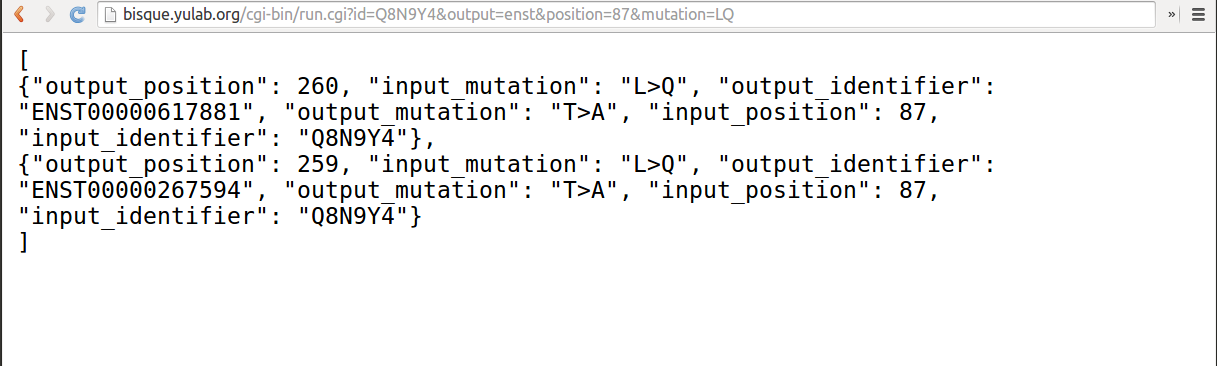 bisque.yulab.org/cgi-bin/run.cgi?id=Q8N9Y4&output=enst&position=87&mutation=LQ »
[
{"output_position": 260, "input_mutation": "L>Q", "output_identifier":
"ENST00000617881", "output_mutation": "T>A", "input_position": 87,
"input_identifier": "Q8N9Y4"},
{"output_position": 259, "input_mutation": "L>Q", "output_identifier":
"ENST00000267594", "output_mutation": "T>A", "input_position": 87,
"input_identifier": "Q8N9Y4"}
]